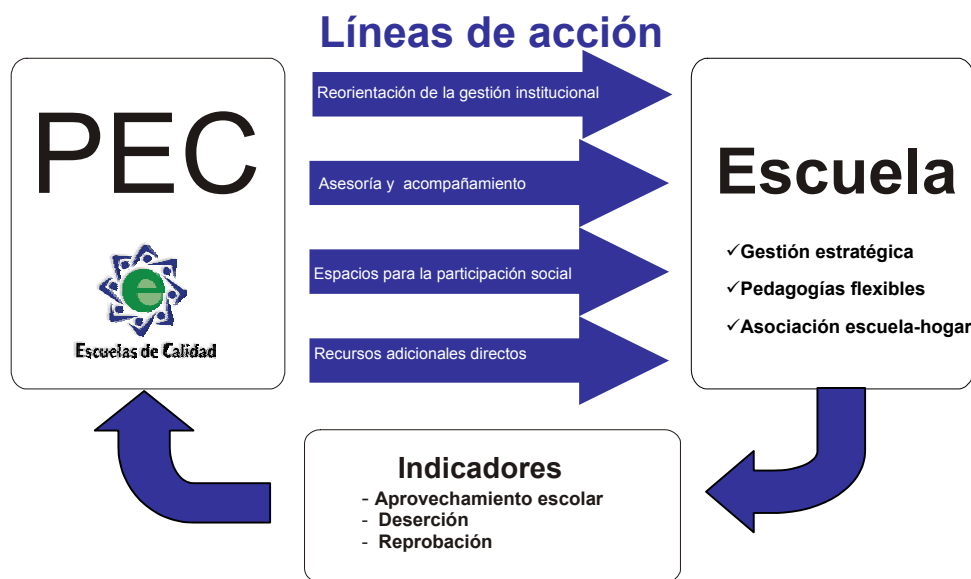 Líneas de acción
PEC
e
Escuelas de Calidad
Reorientación de la gestión institucional
Asesoría y acompañamiento
Espacios para la participación social
Recursos adicionales directos
Escuela
✓Gestión estratégica
✓Pedagogías flexibles
✓Asociación escuela-hogar
Indicadores
- Aprovechamiento escolar
- Deserción
- Reprobación